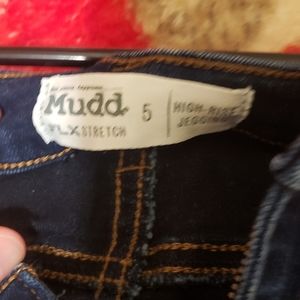 Mudd
FLX STRETCH
5
HIGH RISE
JEGGING